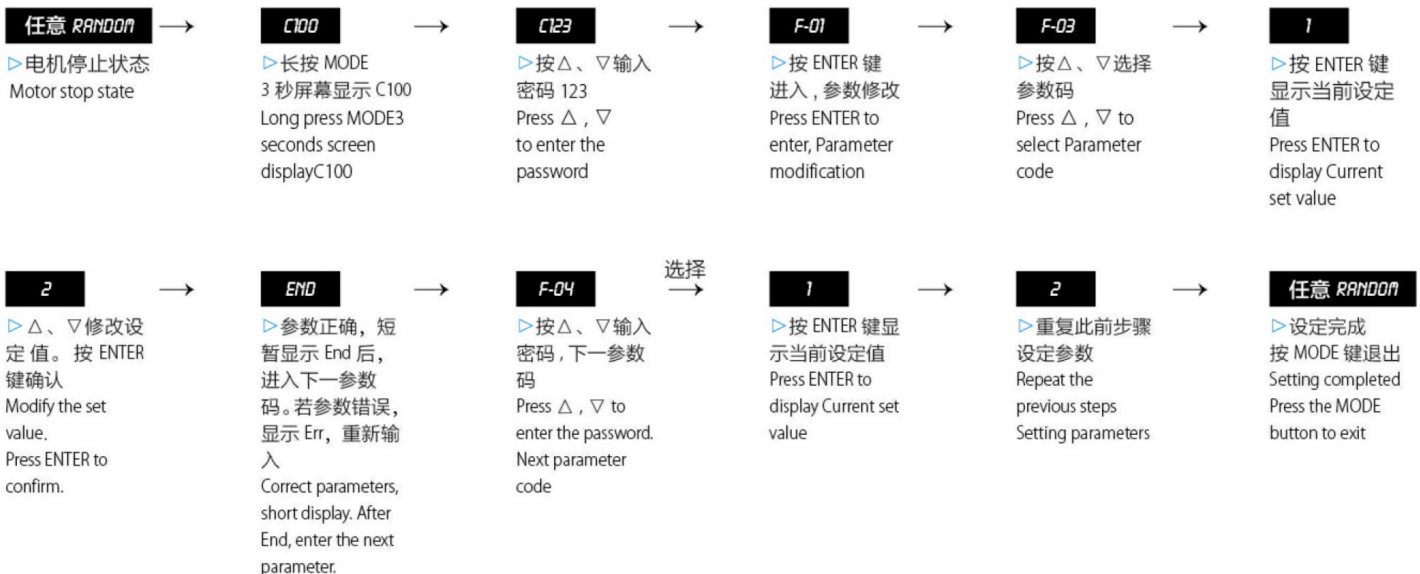 任意 RANDOM →
▷电机停止状态
Motor stop state
C100 →
▷长按 MODE
3 秒屏幕显示 C100
Long press MODE3
seconds screen
displayC100
C123 →
▷按△、▽输入
密码 123
Press △ , ▽
to enter the
password
F-01 →
▷按 ENTER 键
进入 , 参数修改
Press ENTER to
enter, Parameter
modification
F-03 →
▷按△、▽选择
参数码
Press △ , ▽ to
select Parameter
code
1
▷按 ENTER 键
显示当前设定
值
Press ENTER to
display Current
set value
2 →
▷ △、▽修改设
定 值。 按 ENTER
键确认
Modify the set
value.
Press ENTER to
confirm.
END →
▷参数正确，短
暂显示 End 后，
进入下一参数
码。若参数错误，
显示 Err，重新输
入
Correct parameters,
short display. After
End, enter the next
parameter.
F-04
▷按△、▽输入
密码 , 下一参数
码
Press △ , ▽ to
enter the password.
Next parameter
code
选择
→
1 →
▷按 ENTER 键显
示当前设定值
Press ENTER to
display Current set
value
2 →
▷重复此前步骤
设定参数
Repeat the
previous steps
Setting parameters
任意 RANDOM
▷设定完成
按 MODE 键退出
Setting completed
Press the MODE
button to exit